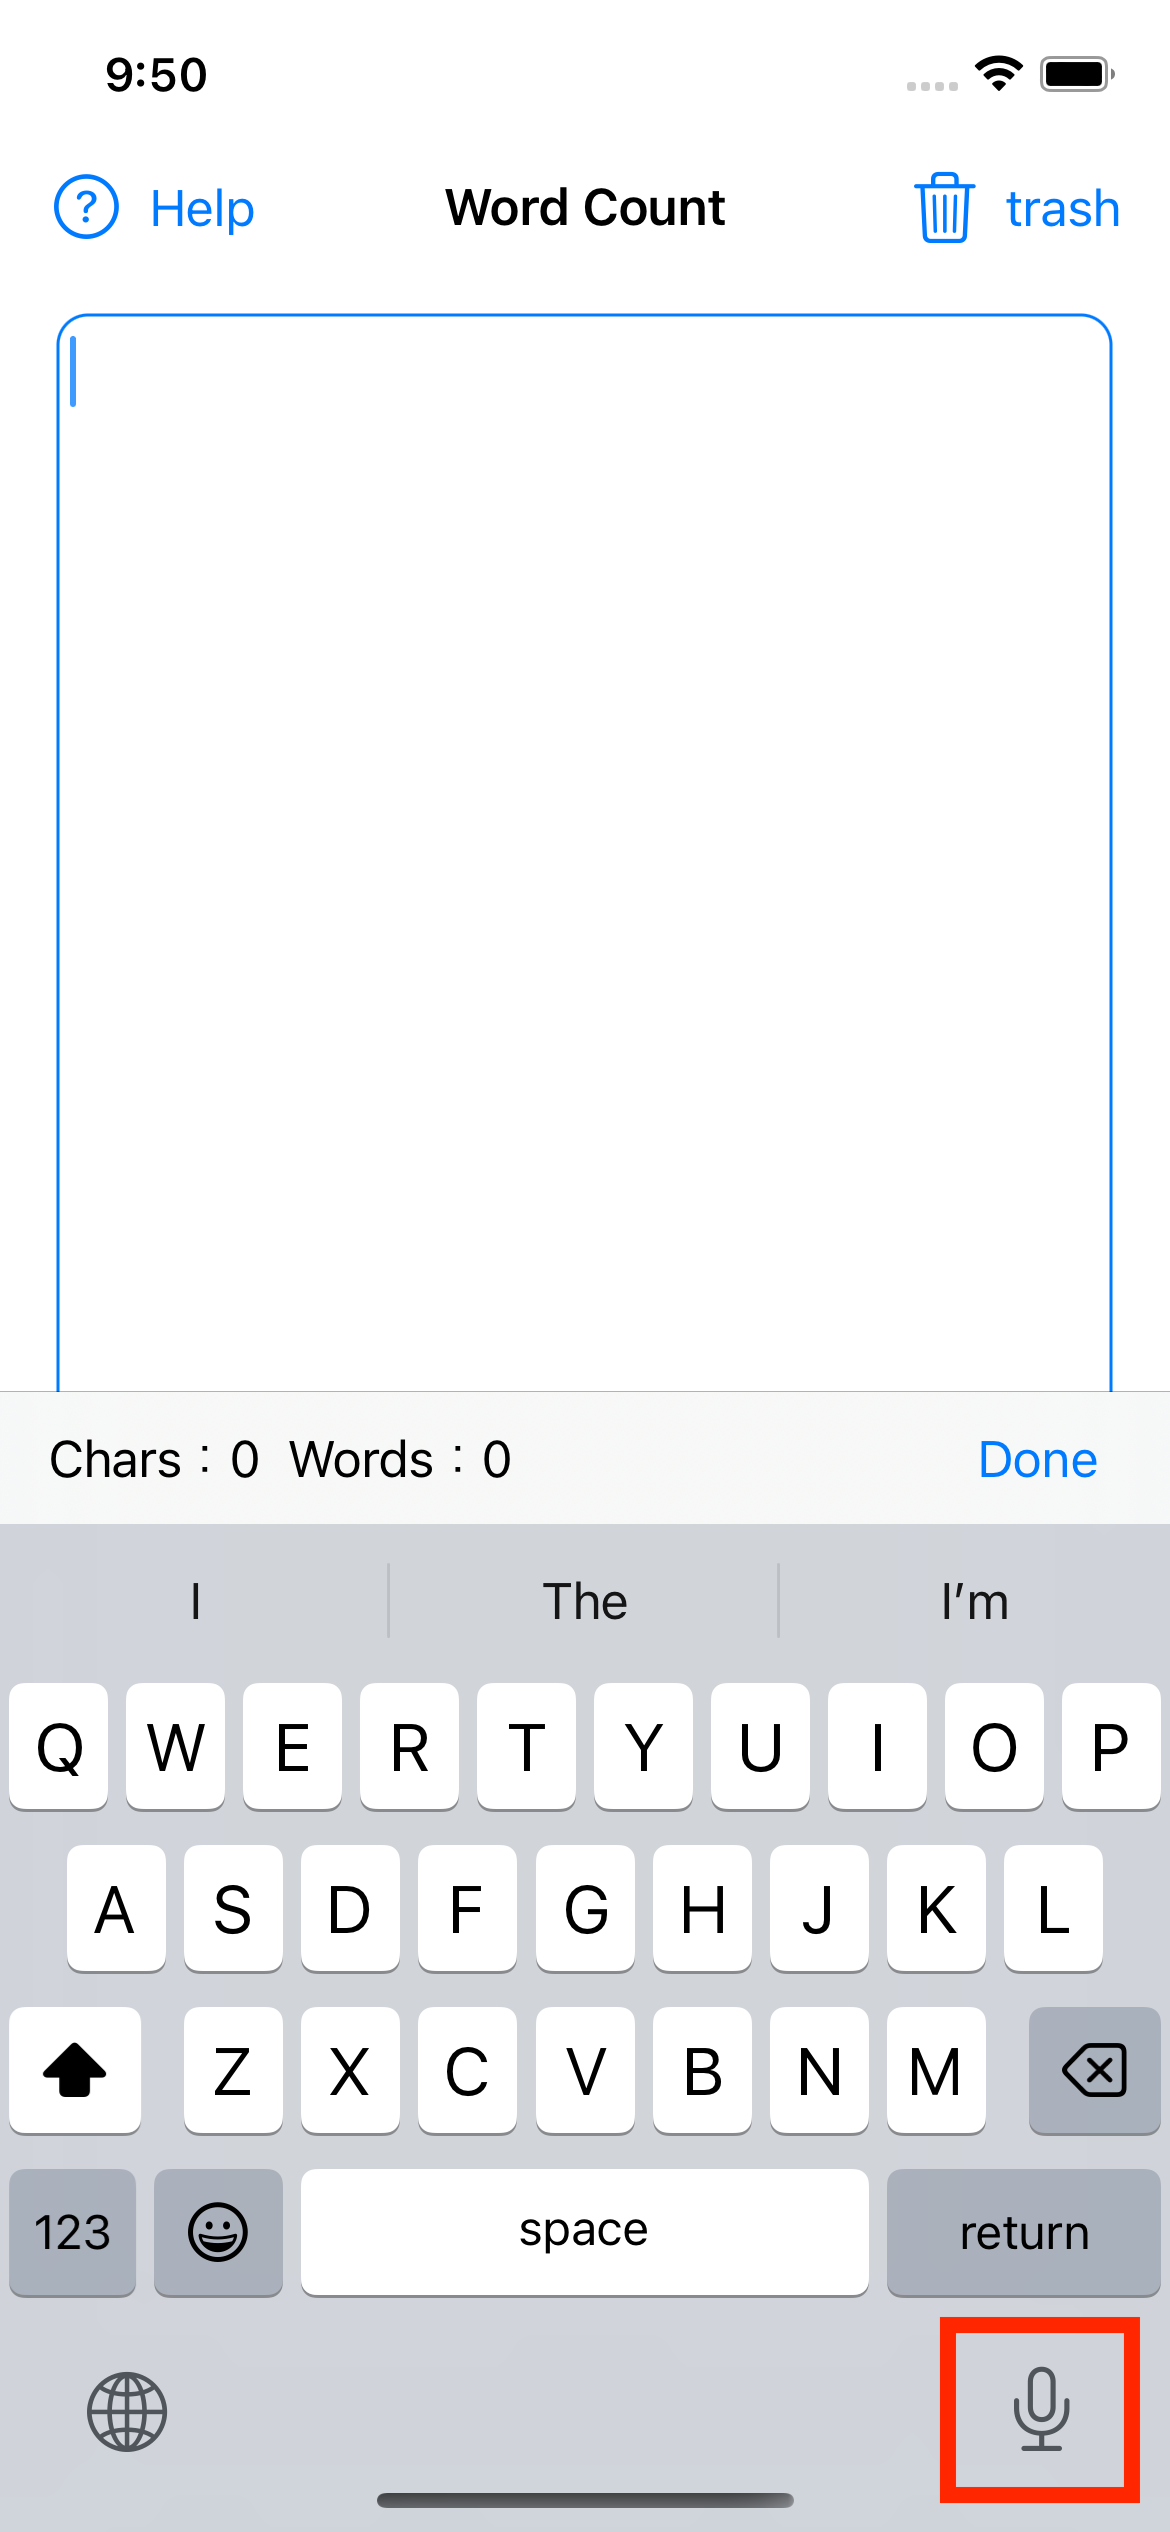 9:50
? Help Word Count trash
Chars : 0 Words : 0 Done
I The I’m
Q W E R T Y U I O P
A S D F G H J K L
Z X C V B N M
123 space return